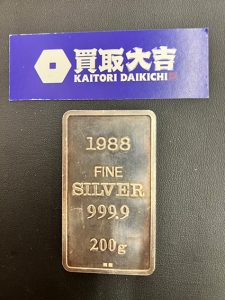 買取大吉
KAITORI DAIKICHI
1988
FINE
SILVER
999.9
200g